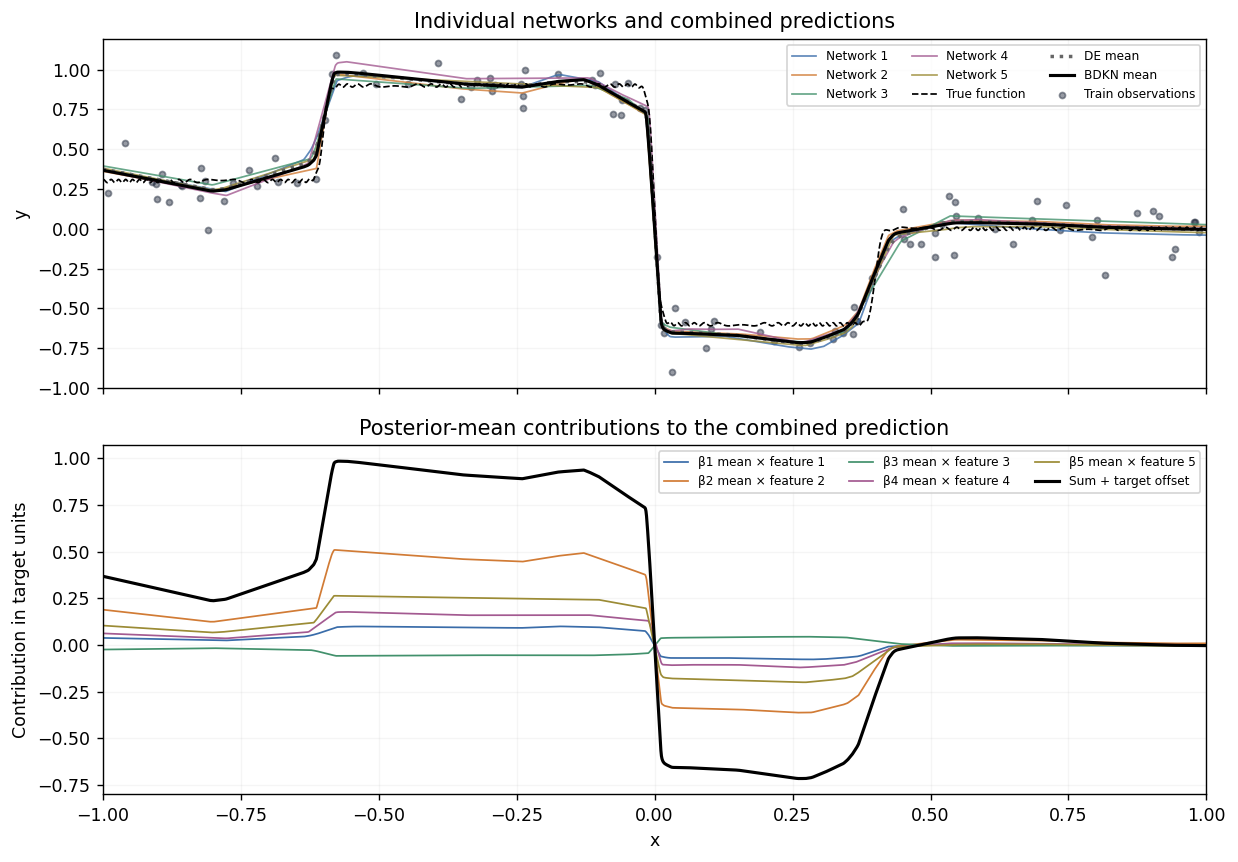 Individual networks and combined predictions
Network 1
Network 2
Network 3
Network 4
Network 5
True function
DE mean
BDKN mean
Train observations
1.00
0.75
0.50
0.25
0.00
−0.25
−0.50
−0.75
−1.00
y
Posterior-mean contributions to the combined prediction
β1 mean × feature 1
β2 mean × feature 2
β3 mean × feature 3
β4 mean × feature 4
β5 mean × feature 5
Sum + target offset
1.00
0.75
0.50
0.25
0.00
−0.25
−0.50
−0.75
Contribution in target units
−1.00
−0.75
−0.50
−0.25
0.00
0.25
0.50
0.75
1.00
x